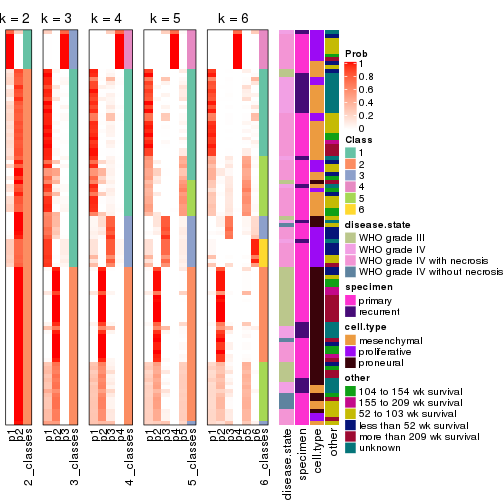 k = 2 k = 3 k = 4 k = 5 k = 6
Prob
1
0.8
0.6
0.4
0.2
0
Class
1
2
3
4
5
6
disease.state
WHO grade III
WHO grade IV
WHO grade IV with necrosis
WHO grade IV without necrosis
specimen
primary
recurrent
cell.type
mesenchymal
proliferative
proneural
other
104 to 154 wk survival
155 to 209 wk survival
52 to 103 wk survival
less than 52 wk survival
more than 209 wk survival
unknown
p1
p2
2_classes
p1
p2
p3
3_classes
p1
p2
p3
p4
4_classes
p1
p2
p3
p4
p5
5_classes
p1
p2
p3
p4
p5
p6
6_classes
disease.state
specimen
cell.type
other